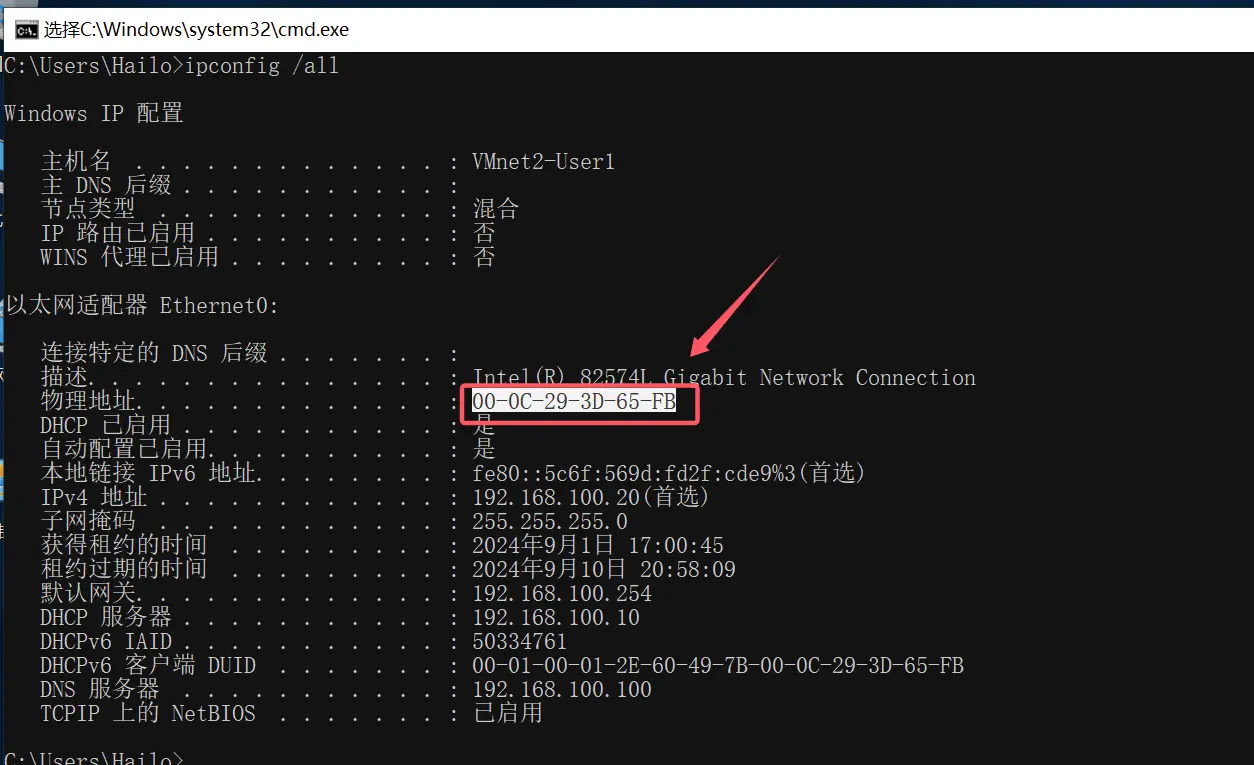 选择C:\Windows\system32\cmd.exe
C:\Users\Hailo>ipconfig /all
Windows IP 配置
主机名 . . . . . . . . . . . . . : VMnet2-User1
主 DNS 后缀 . . . . . . . . . . . :
节点类型 . . . . . . . . . . . . : 混合
IP 路由已启用 . . . . . . . . . . : 否
WINS 代理已启用 . . . . . . . . . : 否
以太网适配器 Ethernet0:
连接特定的 DNS 后缀 . . . . . . . :
描述. . . . . . . . . . . . . . . : Intel(R) 82574L Gigabit Network Connection
物理地址. . . . . . . . . . . . . : 00-0C-29-3D-65-FB
DHCP 已启用 . . . . . . . . . . . : 是
自动配置已启用. . . . . . . . . . : 是
本地链接 IPv6 地址. . . . . . . . : fe80::5c6f:569d:fd2f:cde9%3(首选)
IPv4 地址 . . . . . . . . . . . . : 192.168.100.20(首选)
子网掩码 . . . . . . . . . . . . : 255.255.255.0
获得租约的时间 . . . . . . . . . : 2024年9月1日 17:00:45
租约过期的时间 . . . . . . . . . : 2024年9月10日 20:58:09
默认网关. . . . . . . . . . . . . : 192.168.100.254
DHCP 服务器 . . . . . . . . . . . : 192.168.100.10
DHCPv6 IAID . . . . . . . . . . . : 50334761
DHCPv6 客户端 DUID . . . . . . . : 00-01-00-01-2E-60-49-7B-00-0C-29-3D-65-FB
DNS 服务器 . . . . . . . . . . . : 192.168.100.100
TCPIP 上的 NetBIOS . . . . . . . : 已启用
C:\Users\Hailo>